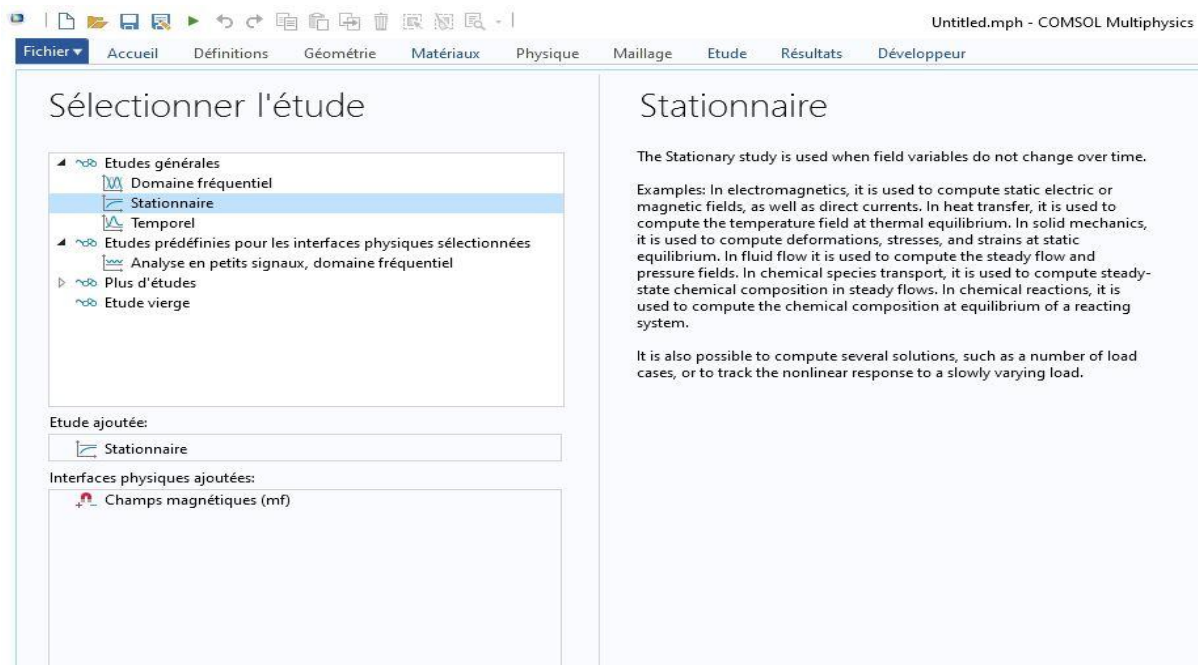 Untitled.mph - COMSOL Multiphysics
Fichier Accueil Définitions Géométrie Matériaux Physique Maillage Etude Résultats Développeur
Sélectionner l'étude
Etudes générales
Domaine fréquentiel
Stationnaire
Temporel
Etudes prédéfinies pour les interfaces physiques sélectionnées
Analyse en petits signaux, domaine fréquentiel
Plus d'études
Etude vierge
Etude ajoutée:
Stationnaire
Interfaces physiques ajoutées:
Champs magnétiques (mf)
Stationnaire
The Stationary study is used when field variables do not change over time.
Examples: In electromagnetics, it is used to compute static electric or
magnetic fields, as well as direct currents. In heat transfer, it is used to
compute the temperature field at thermal equilibrium. In solid mechanics,
it is used to compute deformations, stresses, and strains at static
equilibrium. In fluid flow it is used to compute the steady flow and
pressure fields. In chemical species transport, it is used to compute steady-
state chemical composition in steady flows. In chemical reactions, it is
used to compute the chemical composition at equilibrium of a reacting
system.
It is also possible to compute several solutions, such as a number of load
cases, or to track the nonlinear response to a slowly varying load.